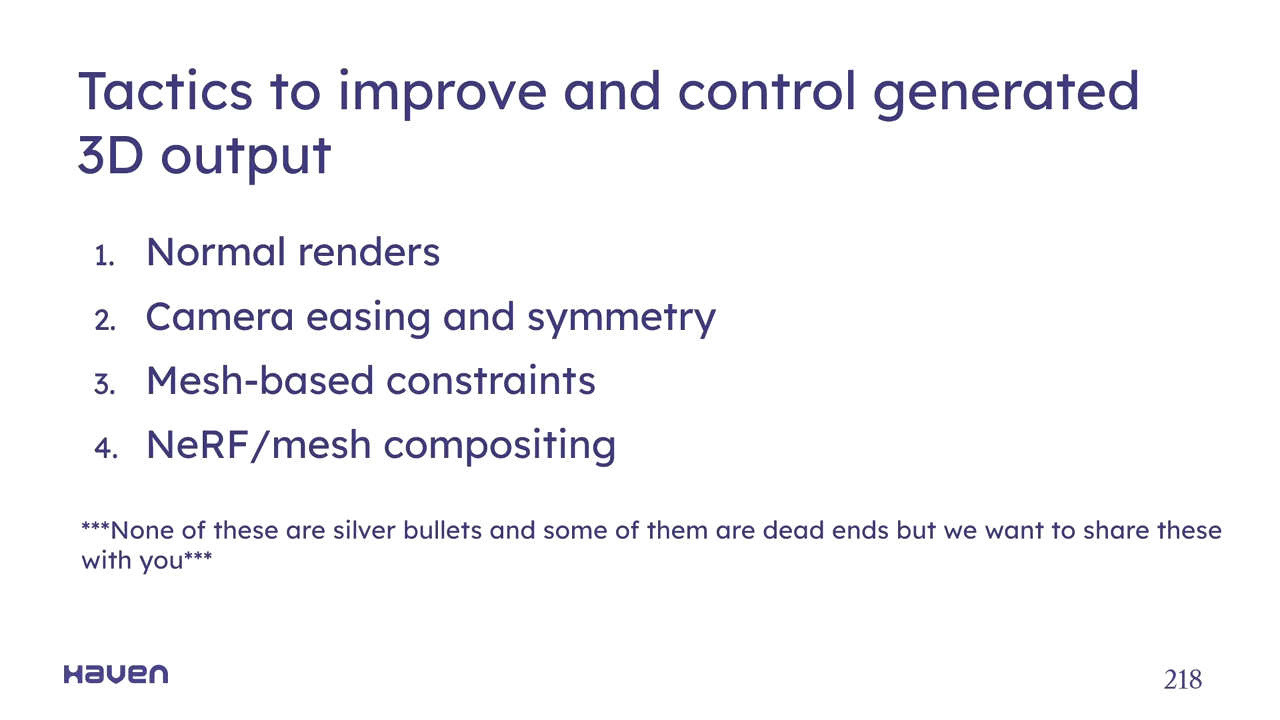 Tactics to improve and control generated
3D output
1. Normal renders
2. Camera easing and symmetry
3. Mesh-based constraints
4. NeRF/mesh compositing
***None of these are silver bullets and some of them are dead ends but we want to share these
with you***
Haven
218